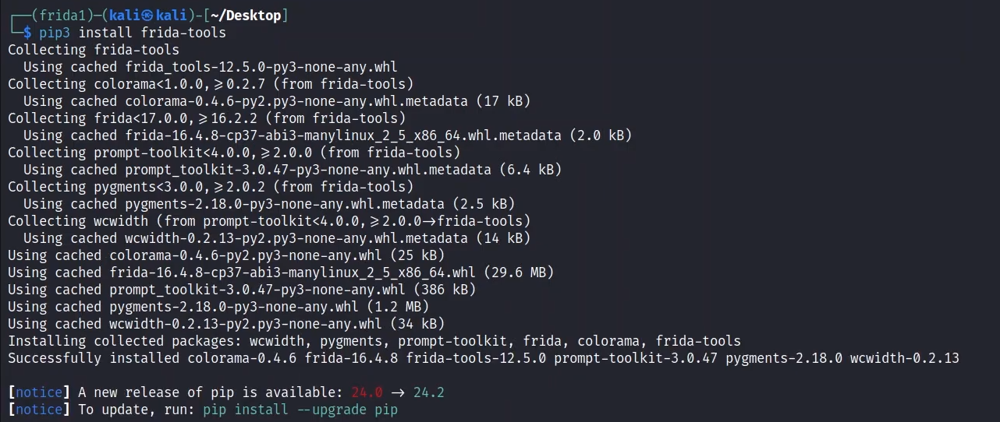 ┌──(frida1)─(kali㉿kali)-[~/Desktop]
└─$ pip3 install frida-tools
Collecting frida-tools
  Using cached frida_tools-12.5.0-py3-none-any.whl
Collecting colorama<1.0.0,≥0.2.7 (from frida-tools)
  Using cached colorama-0.4.6-py2.py3-none-any.whl.metadata (17 kB)
Collecting frida<17.0.0,≥16.2.2 (from frida-tools)
  Using cached frida-16.4.8-cp37-abi3-manylinux_2_5_x86_64.whl.metadata (2.0 kB)
Collecting prompt-toolkit<4.0.0,≥2.0.0 (from frida-tools)
  Using cached prompt_toolkit-3.0.47-py3-none-any.whl.metadata (6.4 kB)
Collecting pygments<3.0.0,≥2.0.2 (from frida-tools)
  Using cached pygments-2.18.0-py3-none-any.whl.metadata (2.5 kB)
Collecting wcwidth (from prompt-toolkit<4.0.0,≥2.0.0→frida-tools)
  Using cached wcwidth-0.2.13-py2.py3-none-any.whl.metadata (14 kB)
Using cached colorama-0.4.6-py2.py3-none-any.whl (25 kB)
Using cached frida-16.4.8-cp37-abi3-manylinux_2_5_x86_64.whl (29.6 MB)
Using cached prompt_toolkit-3.0.47-py3-none-any.whl (386 kB)
Using cached pygments-2.18.0-py3-none-any.whl (1.2 MB)
Using cached wcwidth-0.2.13-py2.py3-none-any.whl (34 kB)
Installing collected packages: wcwidth, pygments, prompt-toolkit, frida, colorama, frida-tools
Successfully installed colorama-0.4.6 frida-16.4.8 frida-tools-12.5.0 prompt-toolkit-3.0.47 pygments-2.18.0 wcwidth-0.2.13
[notice] A new release of pip is available: 24.0 → 24.2
[notice] To update, run: pip install --upgrade pip